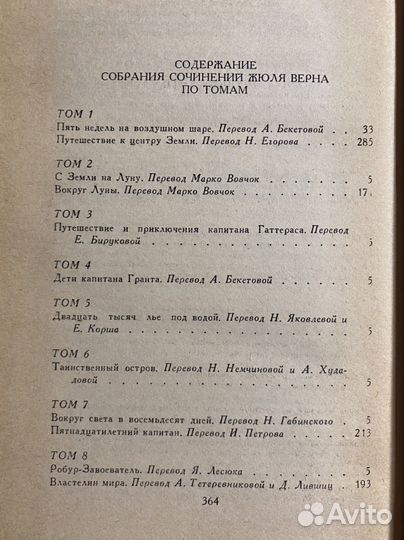 СОДЕРЖАНИЕ
СОБРАНИЯ СОЧИНЕНИЙ ЖЮЛЯ ВЕРНА
ПО ТОМАМ
ТОМ 1
Пять недель на воздушном шаре. Перевод А. Бекетовой . . 33
Путешествие к центру Земли. Перевод Н. Егорова . . . . 285
ТОМ 2
С Земли на Луну. Перевод Марко Вовчок . . . . . . . 5
Вокруг Луны. Перевод Марко Вовчок . . . . . . . . 17
ТОМ 3
Путешествие и приключения капитана Гаттераса. Перевод
Е. Бируковой . . . . . . . . . . . . . . . 5
ТОМ 4
Дети капитана Гранта. Перевод А. Бекетовой . . . . . 5
ТОМ 5
Двадцать тысяч лье под водой. Перевод Н. Яковлевой и
Е. Корша . . . . . . . . . . . . . . . . 5
ТОМ 6
Таинственный остров. Перевод Н. Немчиновой и А. Худа-
ловой . . . . . . . . . . . . . . . . . 5
ТОМ 7
Вокруг света в восемьдесят дней. Перевод Н. Габинского . 5
Пятнадцатилетний капитан. Перевод И. Петрова . . . . 213
ТОМ 8
Робур-Завоеватель. Перевод Я. Лесюка . . . . . . . 5
Властелин мира. Перевод А. Тетеревниковой и Д. Лившиц . 193
364
Avito